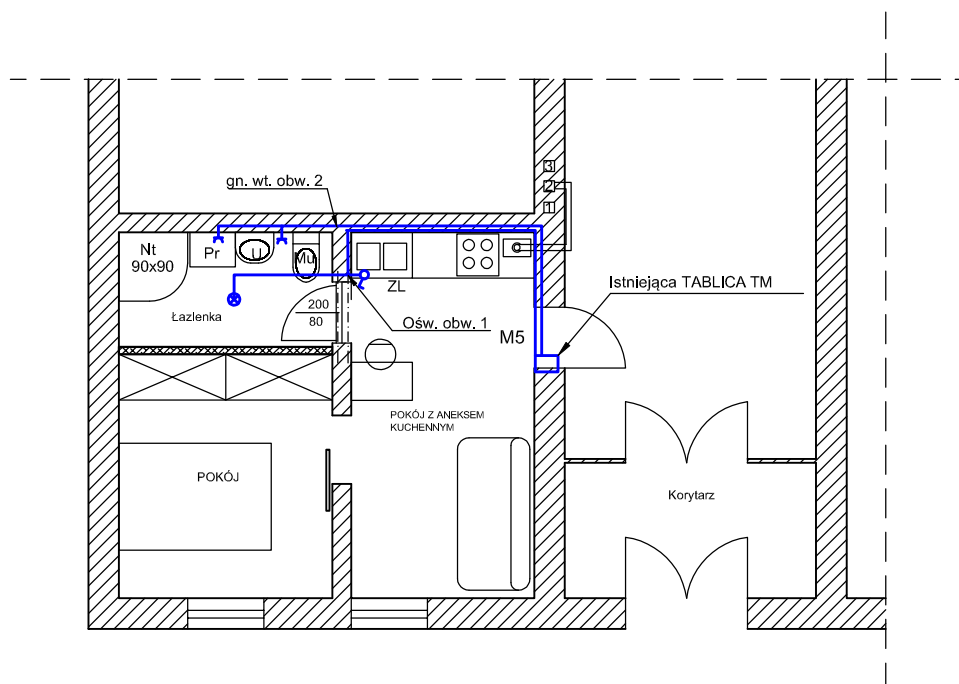 3
2
1
gn. wt. obw. 2
Nt
90x90
Pr
U
Mu
ZL
Istniejąca TABLICA TM
Łazienka
200
80
Ośw. obw. 1
M5
POKÓJ Z ANEKSEM
KUCHENNYM
POKÓJ
Korytarz